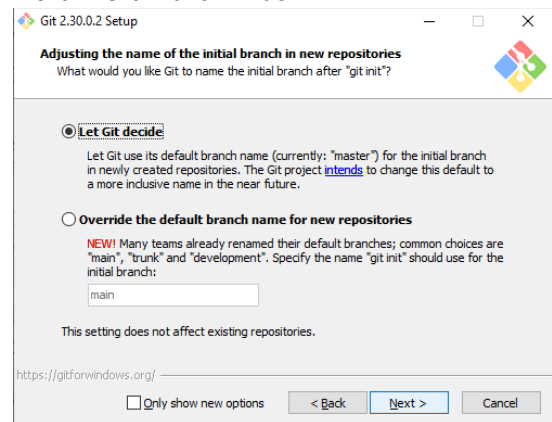 Git 2.30.0.2 Setup
Adjusting the name of the initial branch in new repositories
What would you like Git to name the initial branch after "git init"?
Let Git decide
Let Git use its default branch name (currently: "master") for the initial branch
in newly created repositories. The Git project intends to change this default to
a more inclusive name in the near future.
Override the default branch name for new repositories
NEW! Many teams already renamed their default branches; common choices are
"main", "trunk" and "development". Specify the name "git init" should use for the
initial branch:
main
This setting does not affect existing repositories.
https://gitforwindows.org/
Only show new options
< Back
Next >
Cancel